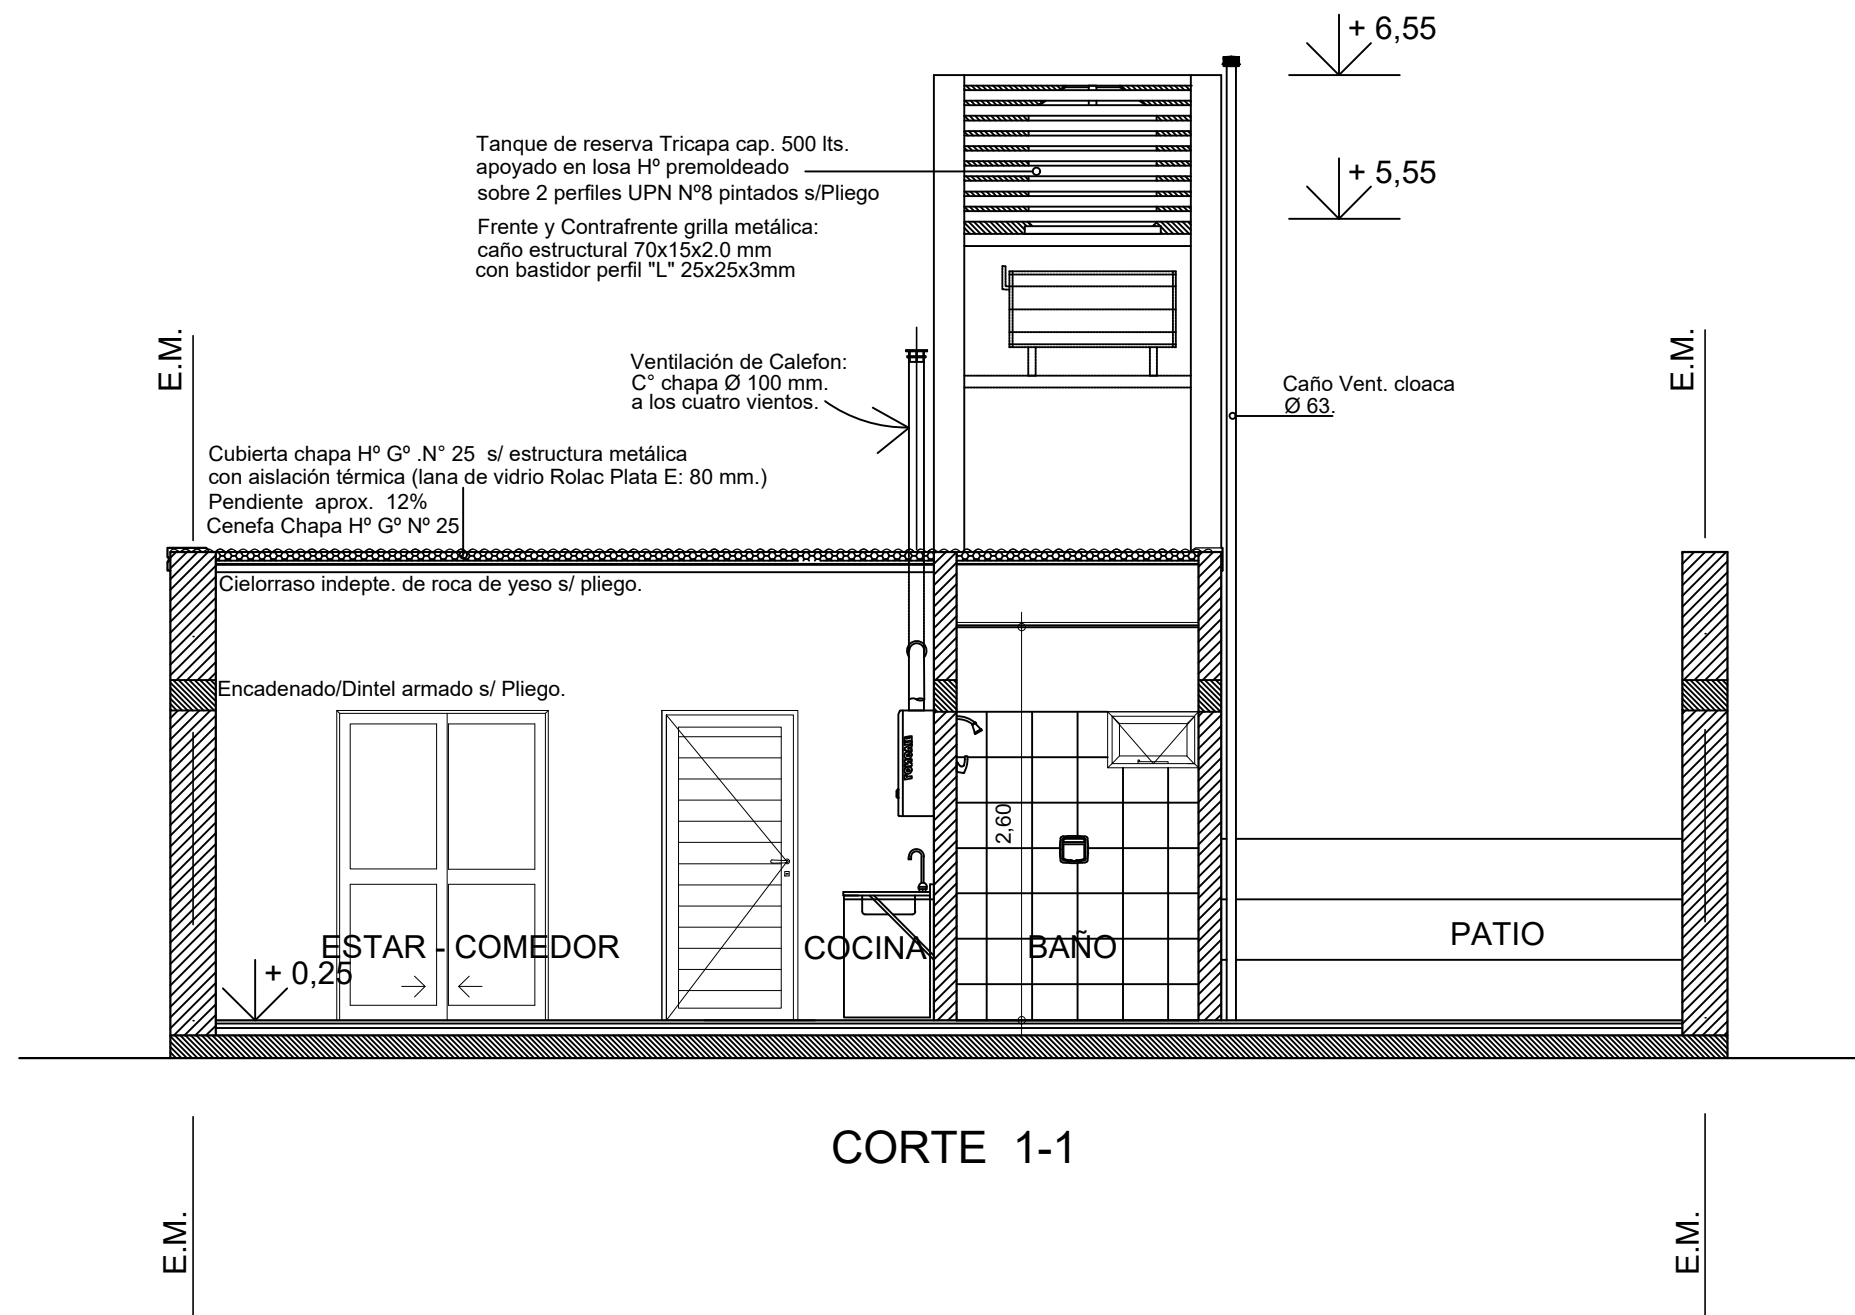 + 6,55
Tanque de reserva Tricapa cap. 500 lts.
apoyado en losa Hº premoldeado
sobre 2 perfiles UPN Nº8 pintados s/Pliego
+ 5,55
Frente y Contrafrente grilla metálica:
caño estructural 70x15x2.0 mm
con bastidor perfil "L" 25x25x3mm
E.M.
E.M.
Ventilación de Calefon:
C° chapa Ø 100 mm.
a los cuatro vientos.
Caño Vent. cloaca
Ø 63.
Cubierta chapa Hº Gº .N° 25 s/ estructura metálica
con aislación térmica (lana de vidrio Rolac Plata E: 80 mm.)
Pendiente aprox. 12%
Cenefa Chapa Hº Gº Nº 25
Cielorraso indepte. de roca de yeso s/ pliego.
Encadenado/Dintel armado s/ Pliego.
2,60
ESTAR - COMEDOR
COCINA
BAÑO
PATIO
+ 0,25
CORTE 1-1
E.M.
E.M.